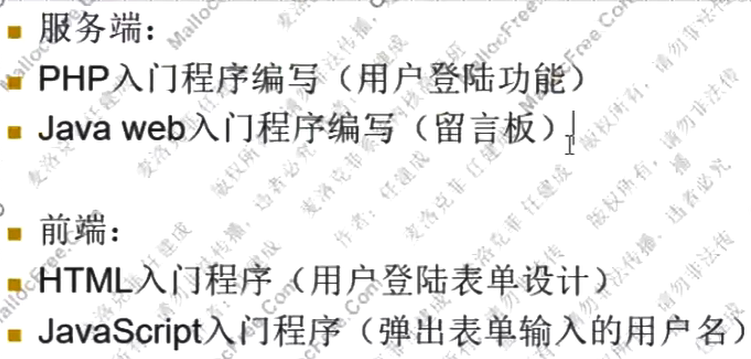 服务端：
PHP入门程序编写（用户登陆功能）
Java web入门程序编写（留言板）
前端：
HTML入门程序（用户登陆表单设计）
JavaScript入门程序（弹出表单输入的用户名）